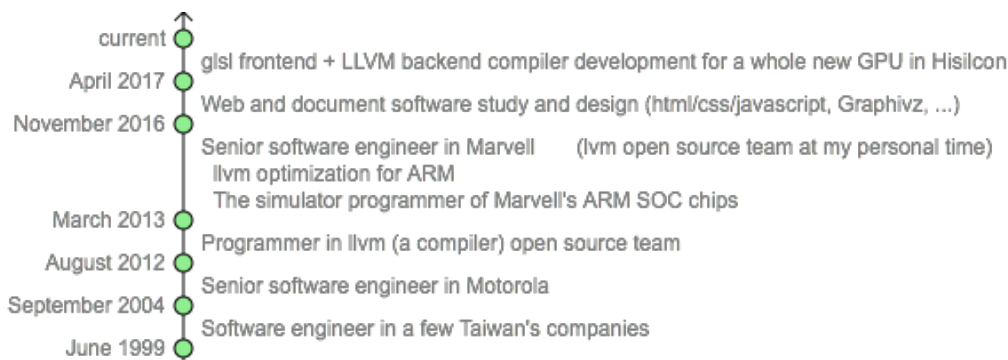 current
glsl frontend + LLVM backend compiler development for a whole new GPU in Hisilcon
April 2017
Web and document software study and design (html/css/javascript, Graphivz, ...)
November 2016
Senior software engineer in Marvell (lvm open source team at my personal time)
llvm optimization for ARM
The simulator programmer of Marvell's ARM SOC chips
March 2013
Programmer in llvm (a compiler) open source team
August 2012
Senior software engineer in Motorola
September 2004
Software engineer in a few Taiwan's companies
June 1999